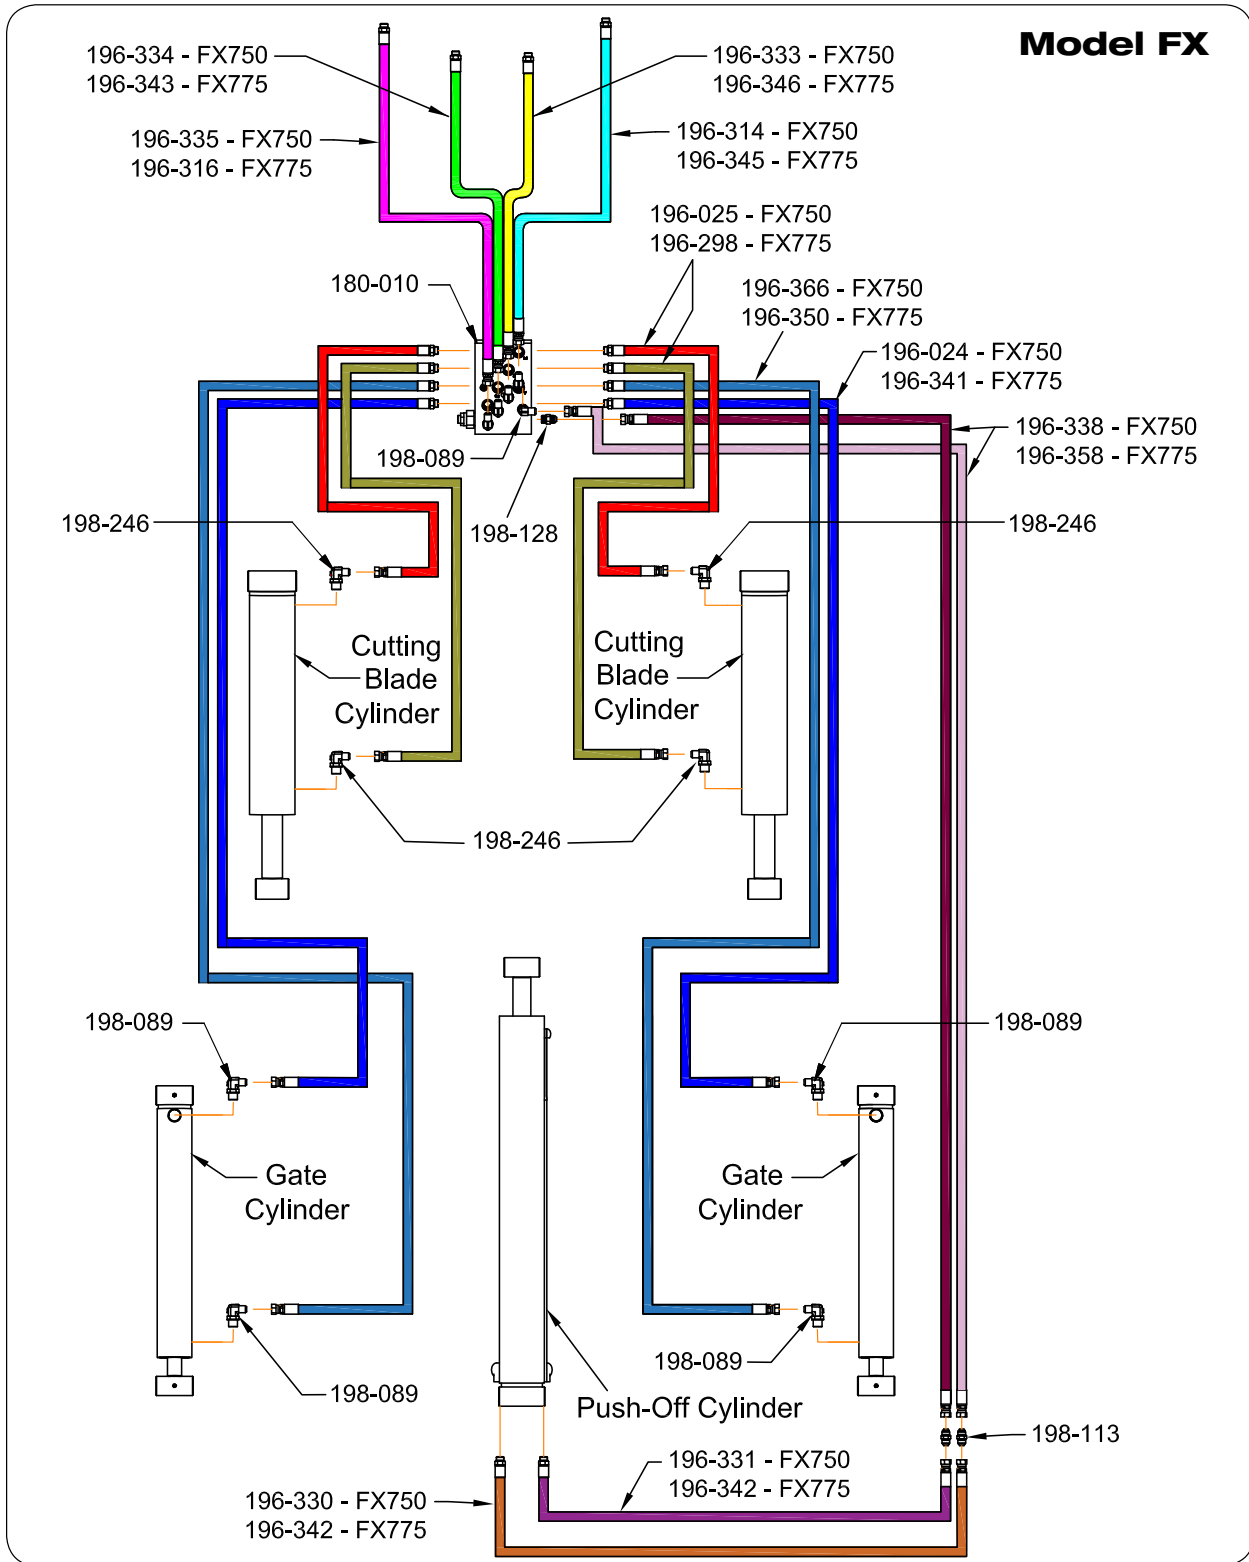 Model FX
196-334 - FX750
196-343 - FX775
196-333 - FX750
196-346 - FX775
196-335 - FX750
196-316 - FX775
196-314 - FX750
196-345 - FX775
196-025 - FX750
196-298 - FX775
180-010
196-366 - FX750
196-350 - FX775
196-024 - FX750
196-341 - FX775
196-338 - FX750
196-358 - FX775
198-089
198-128
198-246
198-246
Cutting
Blade
Cylinder
Cutting
Blade
Cylinder
198-246
198-089
198-089
Gate
Cylinder
Gate
Cylinder
198-089
198-089
Push-Off Cylinder
198-113
196-331 - FX750
196-342 - FX775
196-330 - FX750
196-342 - FX775